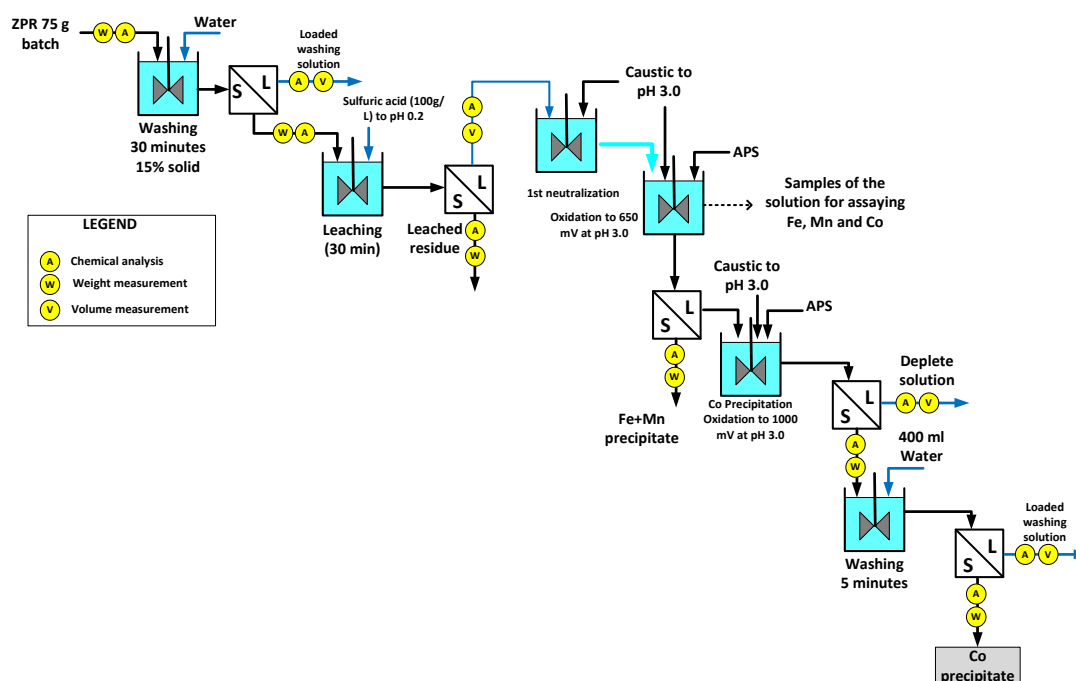 ZPR 75 g
batch
W
A
Water
Washing
30 minutes
15% solid
S
L
Loaded
washing
solution
A
V
W
A
Sulfuric acid (100g/
L) to pH 0.2
Leaching
(30 min)
S
L
A
V
Leached
residue
A
W
Caustic to
pH 3.0
1st neutralization
APS
Oxidation to 650
mV at pH 3.0
Samples of the
solution for assaying
Fe, Mn and Co
LEGEND
A
Chemical analysis
W
Weight measurement
V
Volume measurement
S
L
A
W
Fe+Mn
precipitate
Caustic to
pH 3.0
APS
Co Precipitation
Oxidation to 1000
mV at pH 3.0
S
L
Deplete
solution
A
V
A
W
400 ml
Water
Washing
5 minutes
S
L
Loaded
washing
solution
A
V
A
W
Co
precipitate